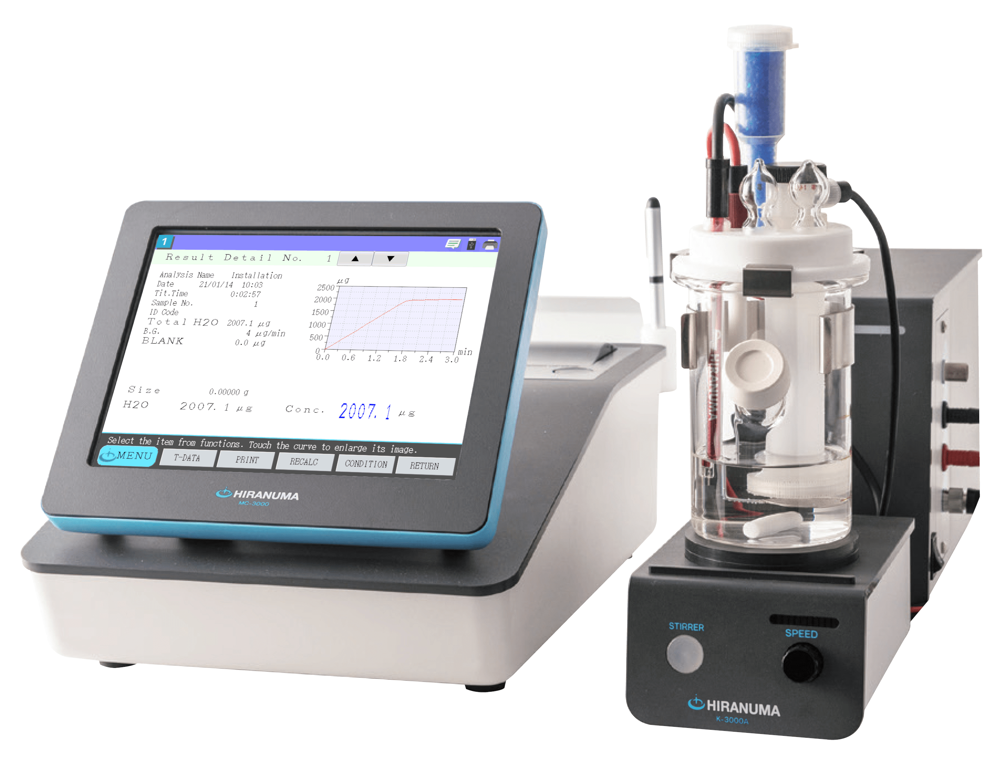 1
Result Detail No. 1 ▲ ▼
Analysis Name Installation
Date 21/01/14 10:03
Tit.Time 0:02:57
Sample No. 1
ID Code
Total H2O 2007.1 μg
B.G. 4 μg/min
BLANK 0.0 μg
μg
2500
2000
1500
1000
500
0
0.0 0.6 1.2 1.8 2.4 3.0 min
Size 0.00000 g
H2O 2007.1 μg Conc. 2007.1 μg
Select the item from functions. Touch the curve to enlarge its image.
MENU T-DATA PRINT RECALC CONDITION RETURN
HIRANUMA
MC-3000
HIRANUMA
STIRRER
SPEED
HIRANUMA
K-3000A